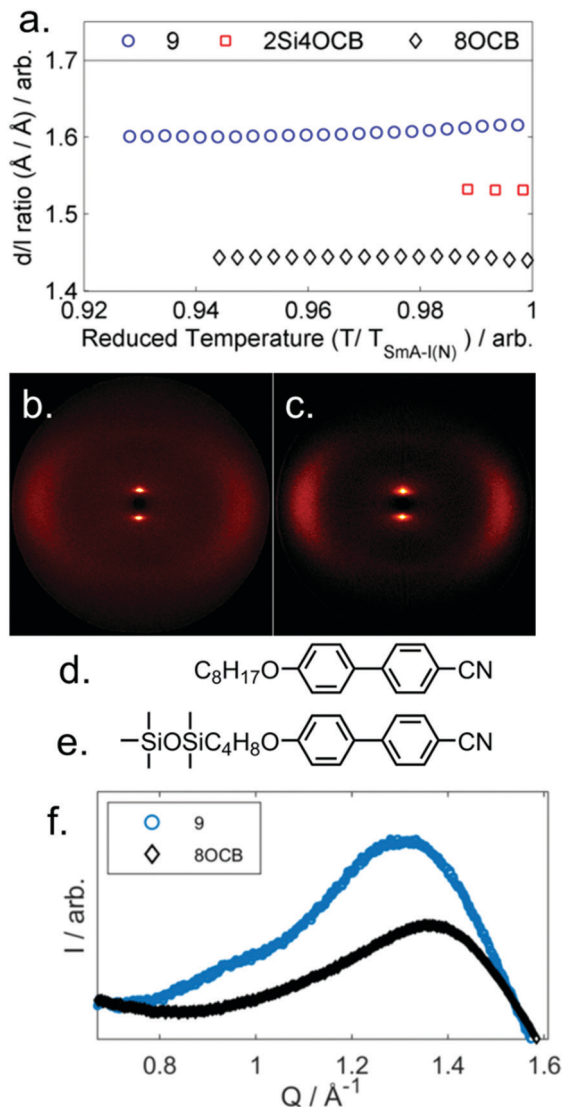 a.
9 2Si4OCB 8OCB
1.7
1.6
1.5
1.4
d/l ratio (Å / Å) / arb.
0.92 0.94 0.96 0.98 1
Reduced Temperature (T/ T_SmA-I(N) ) / arb.
b. c.
d. C₈H₁₇O CN
e. SiOSiC₄H₈O CN
f.
9
8OCB
I / arb.
0.8 1 1.2 1.4 1.6
Q / Å⁻¹